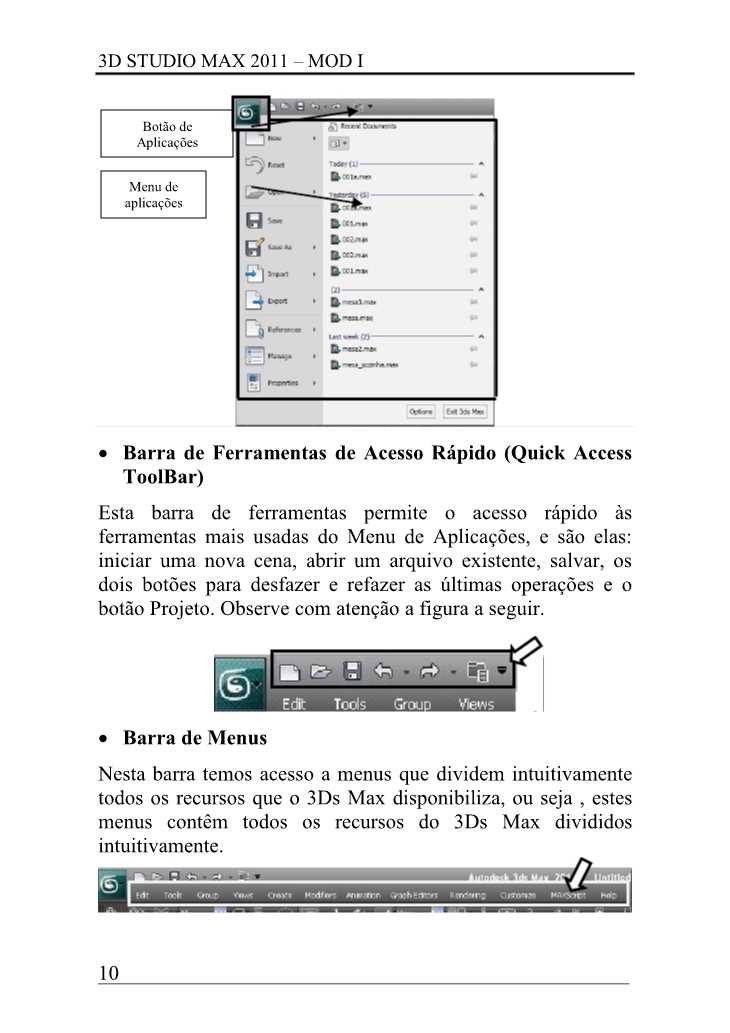 3D STUDIO MAX 2011 – MOD I
Botão de
Aplicações
Menu de
aplicações
Recent Documents
New
Reset
Today (1)
001a.max
Yesterday (5)
Save
001.max
Save As
002.max
002.max
Import
001.max
Export
(2)
mesa3.max
mesa.max
References
Last week (2)
Manage
mesa2.max
mesa_cozinha.max
Properties
Options
Exit 3ds Max
• Barra de Ferramentas de Acesso Rápido (Quick Access
ToolBar)
Esta barra de ferramentas permite o acesso rápido às
ferramentas mais usadas do Menu de Aplicações, e são elas:
iniciar uma nova cena, abrir um arquivo existente, salvar, os
dois botões para desfazer e refazer as últimas operações e o
botão Projeto. Observe com atenção a figura a seguir.
Edit Tools Group Views
• Barra de Menus
Nesta barra temos acesso a menus que dividem intuitivamente
todos os recursos que o 3Ds Max disponibiliza, ou seja , estes
menus contêm todos os recursos do 3Ds Max divididos
intuitivamente.
Autodesk 3ds Max Untitled
Edit Tools Group Views Create Modifiers Animation Graph Editors Rendering Customize MAXScript Help
10